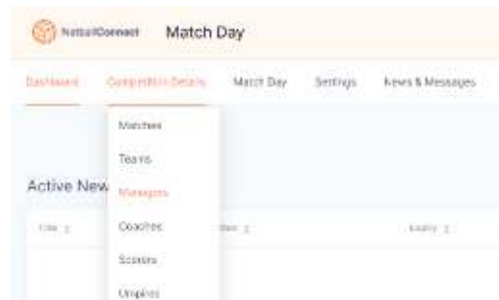 NetballConnect Match Day
Dashboard Competition Details Match Day Settings News & Messages
Matches
Teams
Active New
Managers
Title
Coaches
Scorers
Umpires